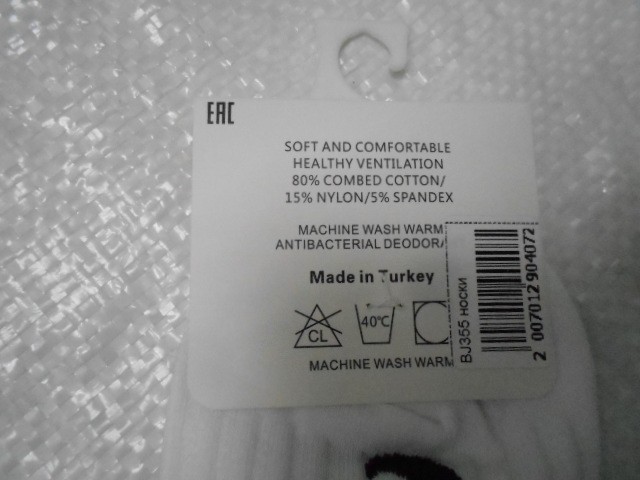 EAC
SOFT AND COMFORTABLE
HEALTHY VENTILATION
80% COMBED COTTON/
15% NYLON/5% SPANDEX
MACHINE WASH WARM
ANTIBACTERIAL
Made in Turkey
CL
40℃
MACHINE WASH WARM
BJ355 носки
2 007012 904072